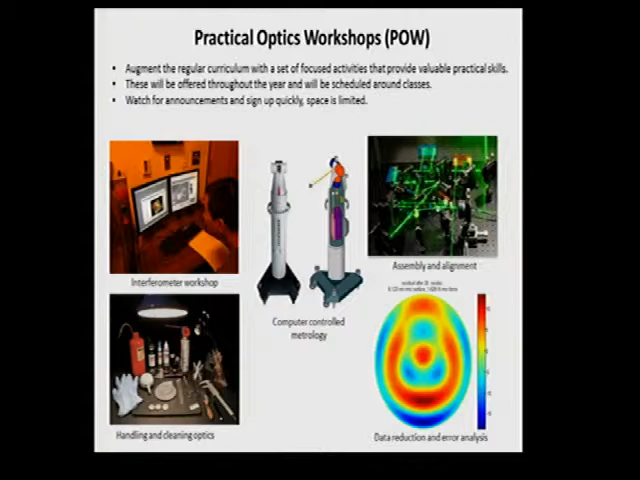 Practical Optics Workshops (POW)
• Augment the regular curriculum with a set of focused activities that provide valuable practical skills.
• These will be offered throughout the year and will be scheduled around classes.
• Watch for announcements and sign up quickly, space is limited.
Interferometer workshop
Computer controlled
metrology
Assembly and alignment
Handling and cleaning optics
Data reduction and error analysis